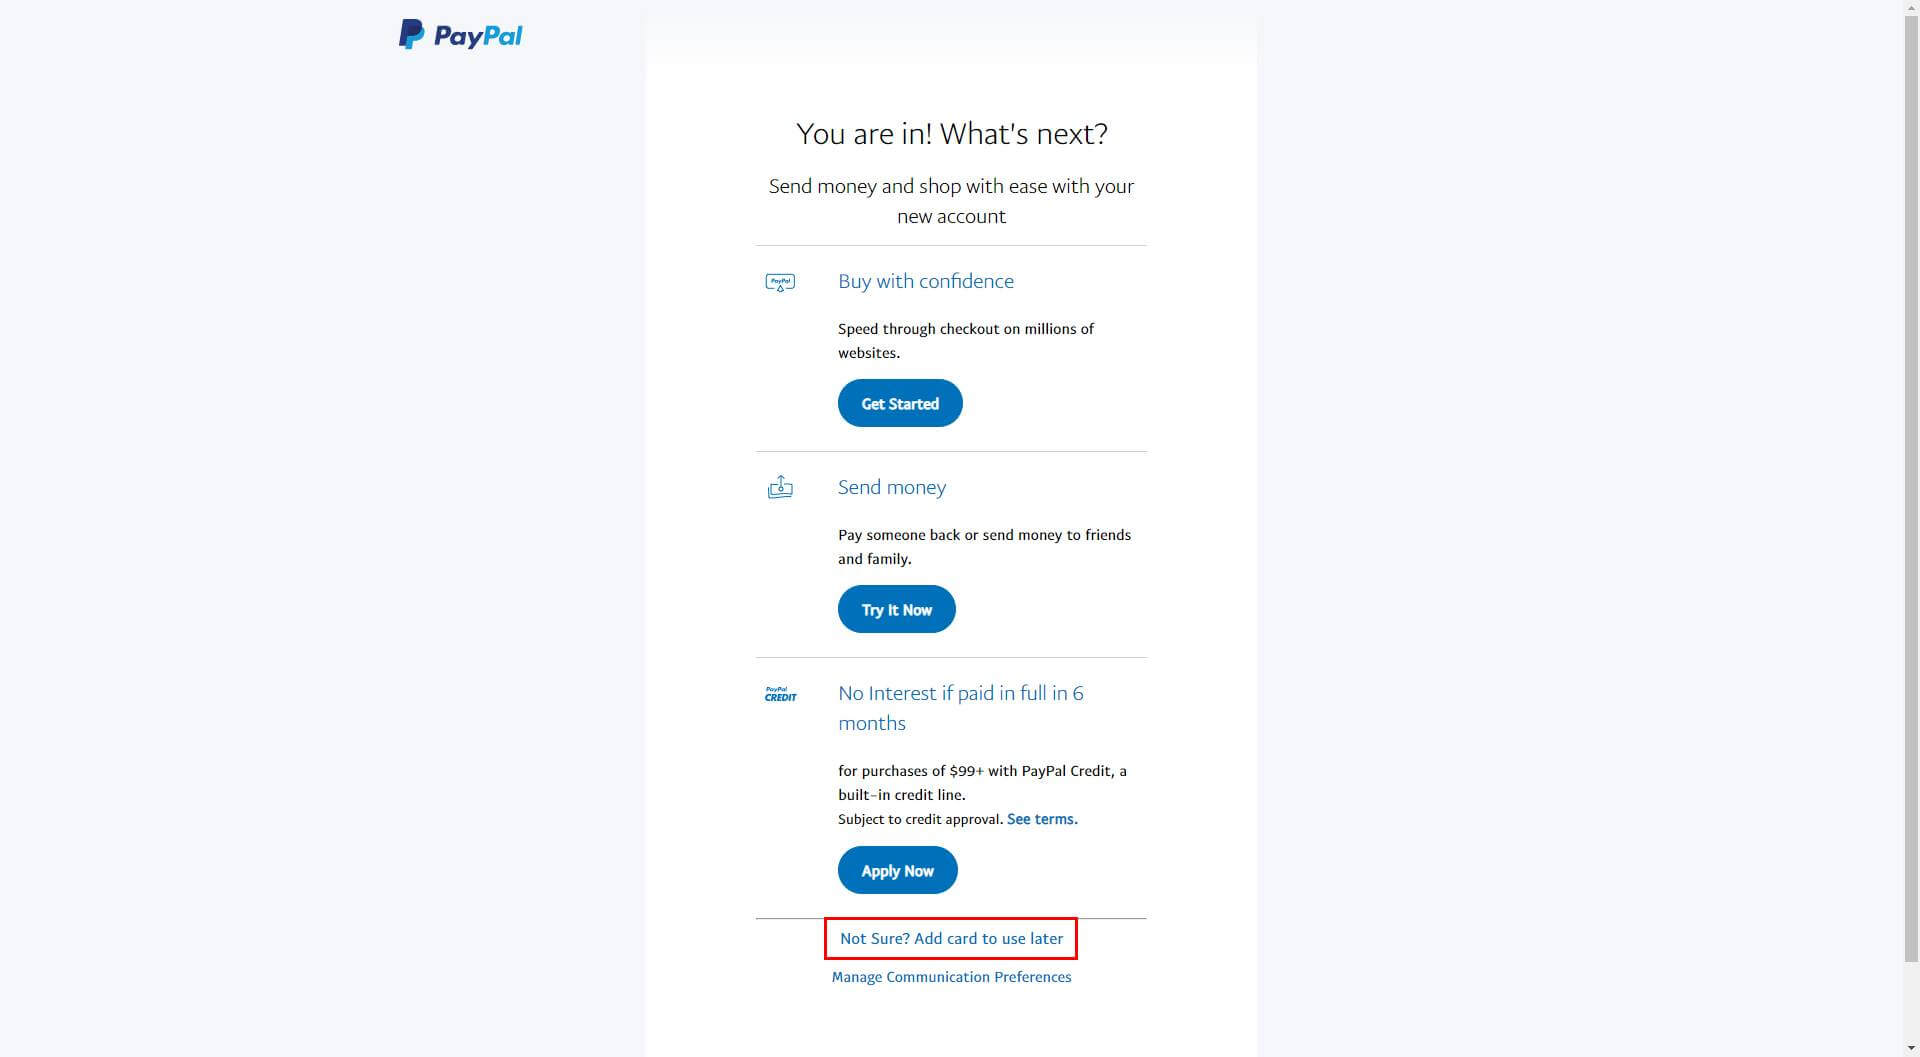 PayPal
You are in! What's next?
Send money and shop with ease with your
new account
PayPal
Buy with confidence
Speed through checkout on millions of
websites.
Get Started
Send money
Pay someone back or send money to friends
and family.
Try It Now
PayPal
CREDIT
No Interest if paid in full in 6
months
for purchases of $99+ with PayPal Credit, a
built-in credit line.
Subject to credit approval. See terms.
Apply Now
Not Sure? Add card to use later
Manage Communication Preferences